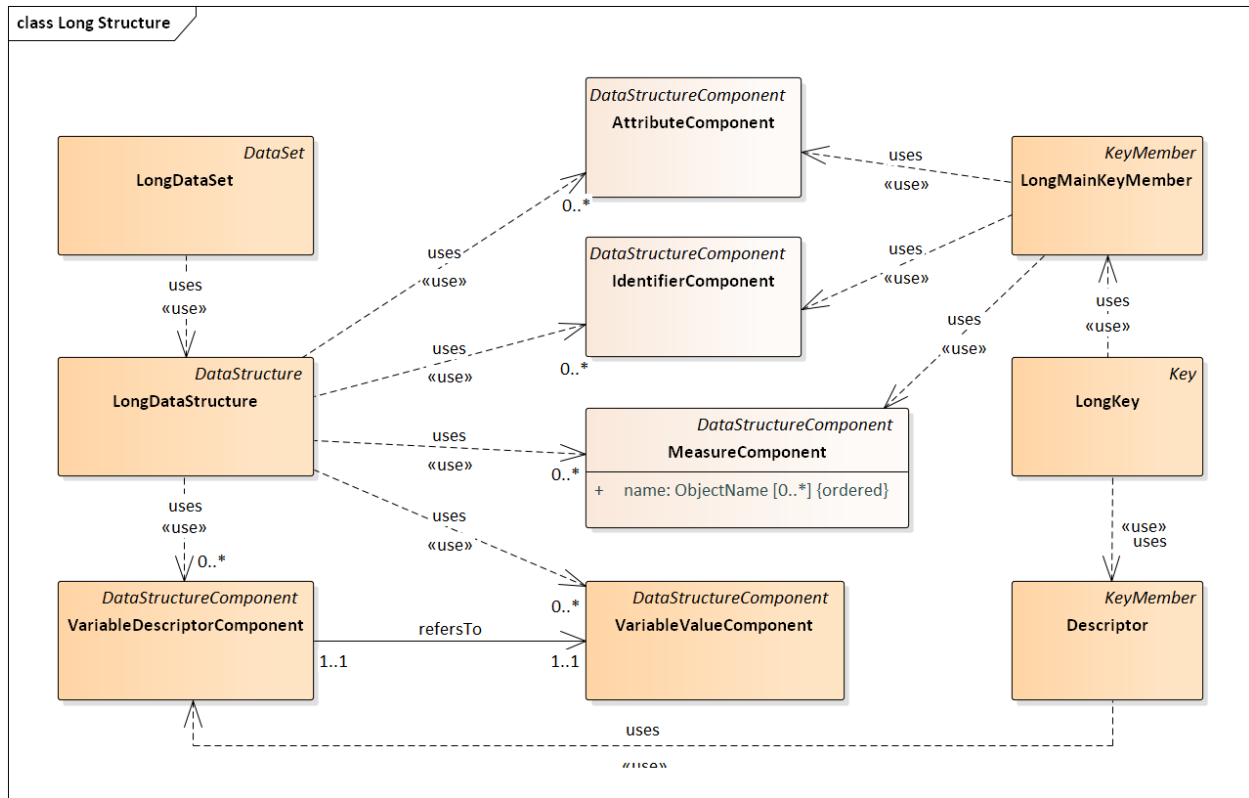 class Long Structure
DataStructureComponent
AttributeComponent
DataSet
LongDataSet
KeyMember
LongMainKeyMember
uses
«use»
0..*
uses
«use»
DataStructureComponent
IdentifierComponent
uses
«use»
uses
«use»
uses
«use»
uses
«use»
uses
«use»
0..*
DataStructure
LongDataStructure
Key
LongKey
DataStructureComponent
MeasureComponent
+ name: ObjectName [0..*] {ordered}
uses
«use»
0..*
uses
«use»
0..*
uses
«use»
0..*
«use»
uses
DataStructureComponent
VariableDescriptorComponent
refersTo
1..1
1..1
DataStructureComponent
VariableValueComponent
KeyMember
Descriptor
uses
«use»